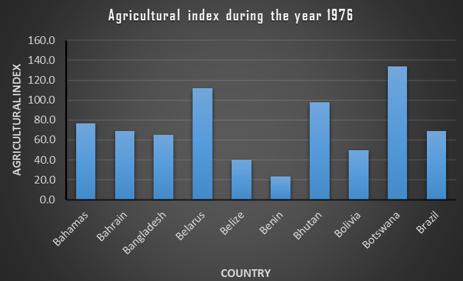 Agricultural index during the year 1976
AGRICULTURAL INDEX
160.0
140.0
120.0
100.0
80.0
60.0
40.0
20.0
0.0
Bahamas
Bahrain
Bangladesh
Belarus
Belize
Benin
Bhutan
Bolivia
Botswana
Brazil
COUNTRY